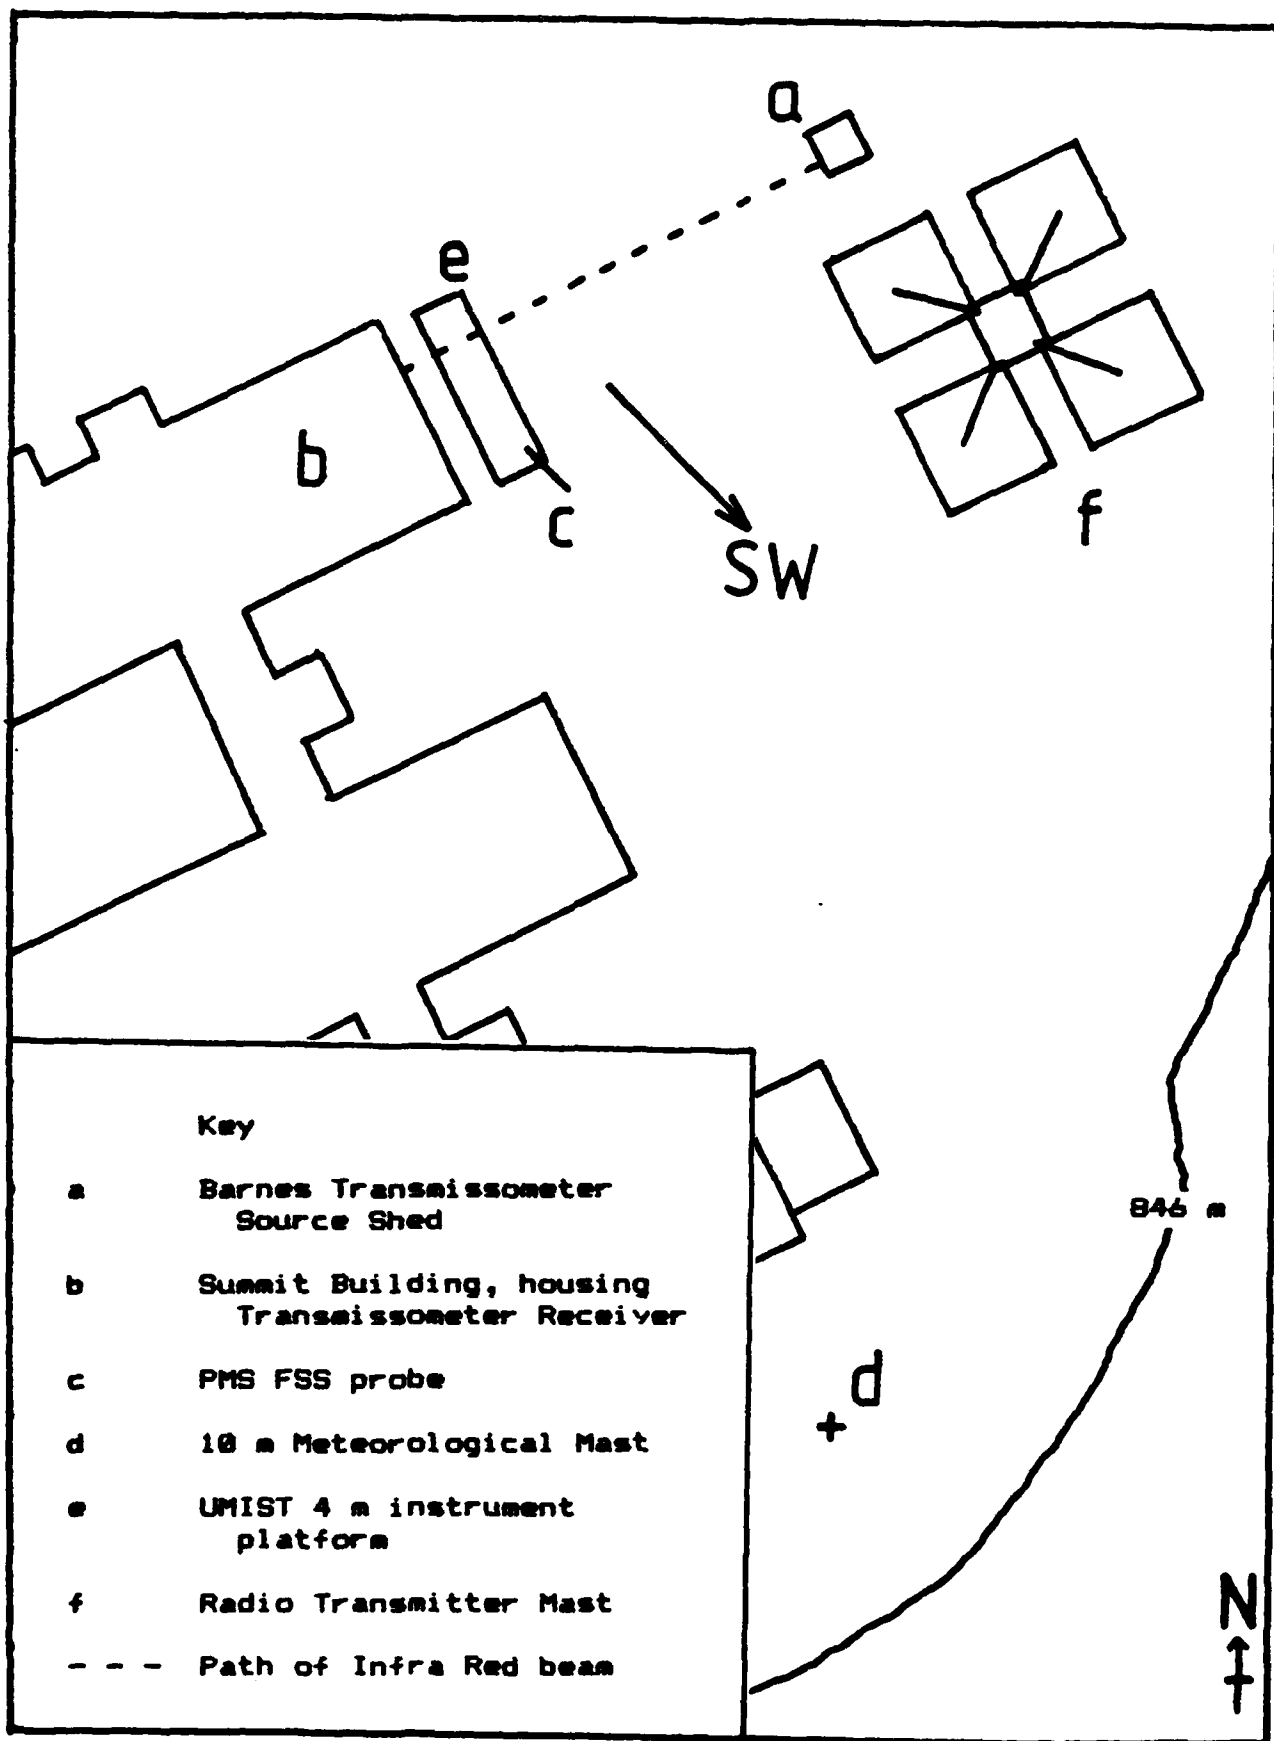 a
e
b
c
SW
f
846 m
d
N
Key
a Barnes Transmissometer
Source Shed
b Summit Building, housing
Transmissometer Receiver
c PMS FSS probe
d 10 m Meteorological Mast
e UMIST 4 m instrument
platform
f Radio Transmitter Mast
--- Path of Infra Red beam